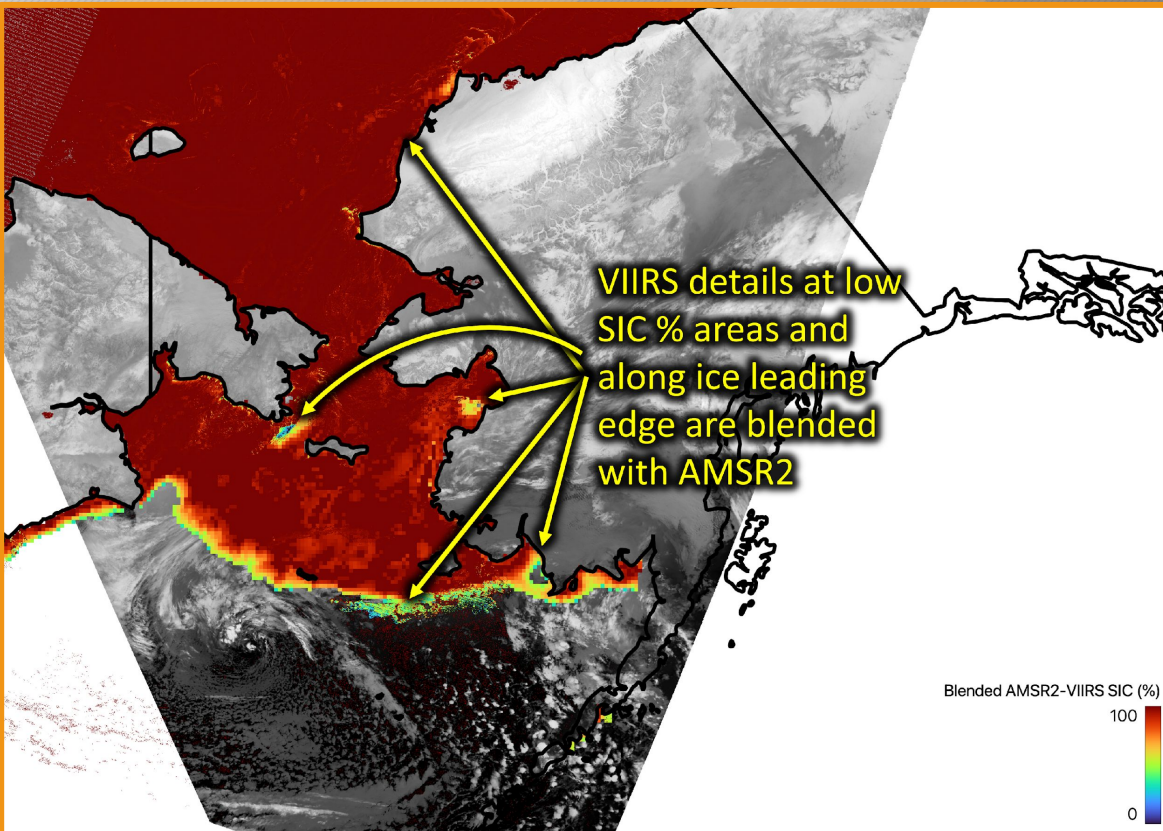 VIIRS details at low
SIC % areas and
along ice leading
edge are blended
with AMSR2
Blended AMSR2-VIIRS SIC (%)
100
0